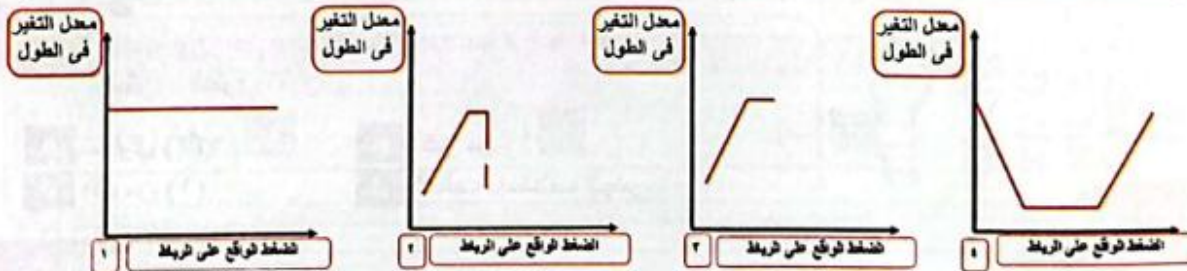 معدل التغير
فى الطول
معدل التغير
فى الطول
معدل التغير
فى الطول
معدل التغير
فى الطول
١
الضغط الواقع على الرباط
٢
الضغط الواقع على الرباط
٣
الضغط الواقع على الرباط
٤
الضغط الواقع على الرباط